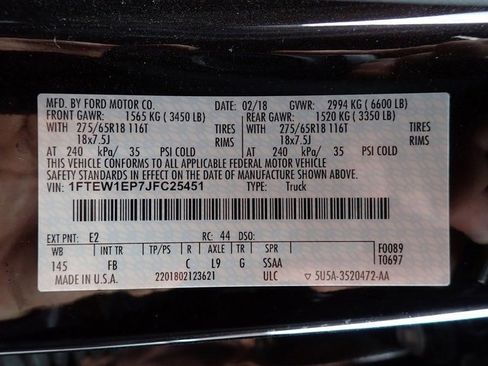 MFD. BY FORD MOTOR CO. DATE: 02/18 GVWR: 2994 KG (6600 LB)
FRONT GAWR: 1565 KG (3450 LB) REAR GAWR: 1520 KG (3350 LB)
WITH 275/65R18 116T TIRES WITH 275/65R18 116T TIRES
18x7.5J RIMS 18x7.5J RIMS
AT 240 kPa/ 35 PSI COLD AT 240 kPa/ 35 PSI COLD
THIS VEHICLE CONFORMS TO ALL APPLICABLE FEDERAL MOTOR VEHICLE
SAFETY STANDARDS IN EFFECT ON THE DATE OF MANUFACTURE SHOWN ABOVE.
VIN: 1FTEW1EP7JFC25451 TYPE: Truck
EXT PNT: E2 RC: 44 DSO:
WB INT TR TP/PS R AXLE TR SPR F0089
145 FB C L9 G SSAA T0697
MADE IN U.S.A. 2201802123621 ULC 5U5A-3520472-AA